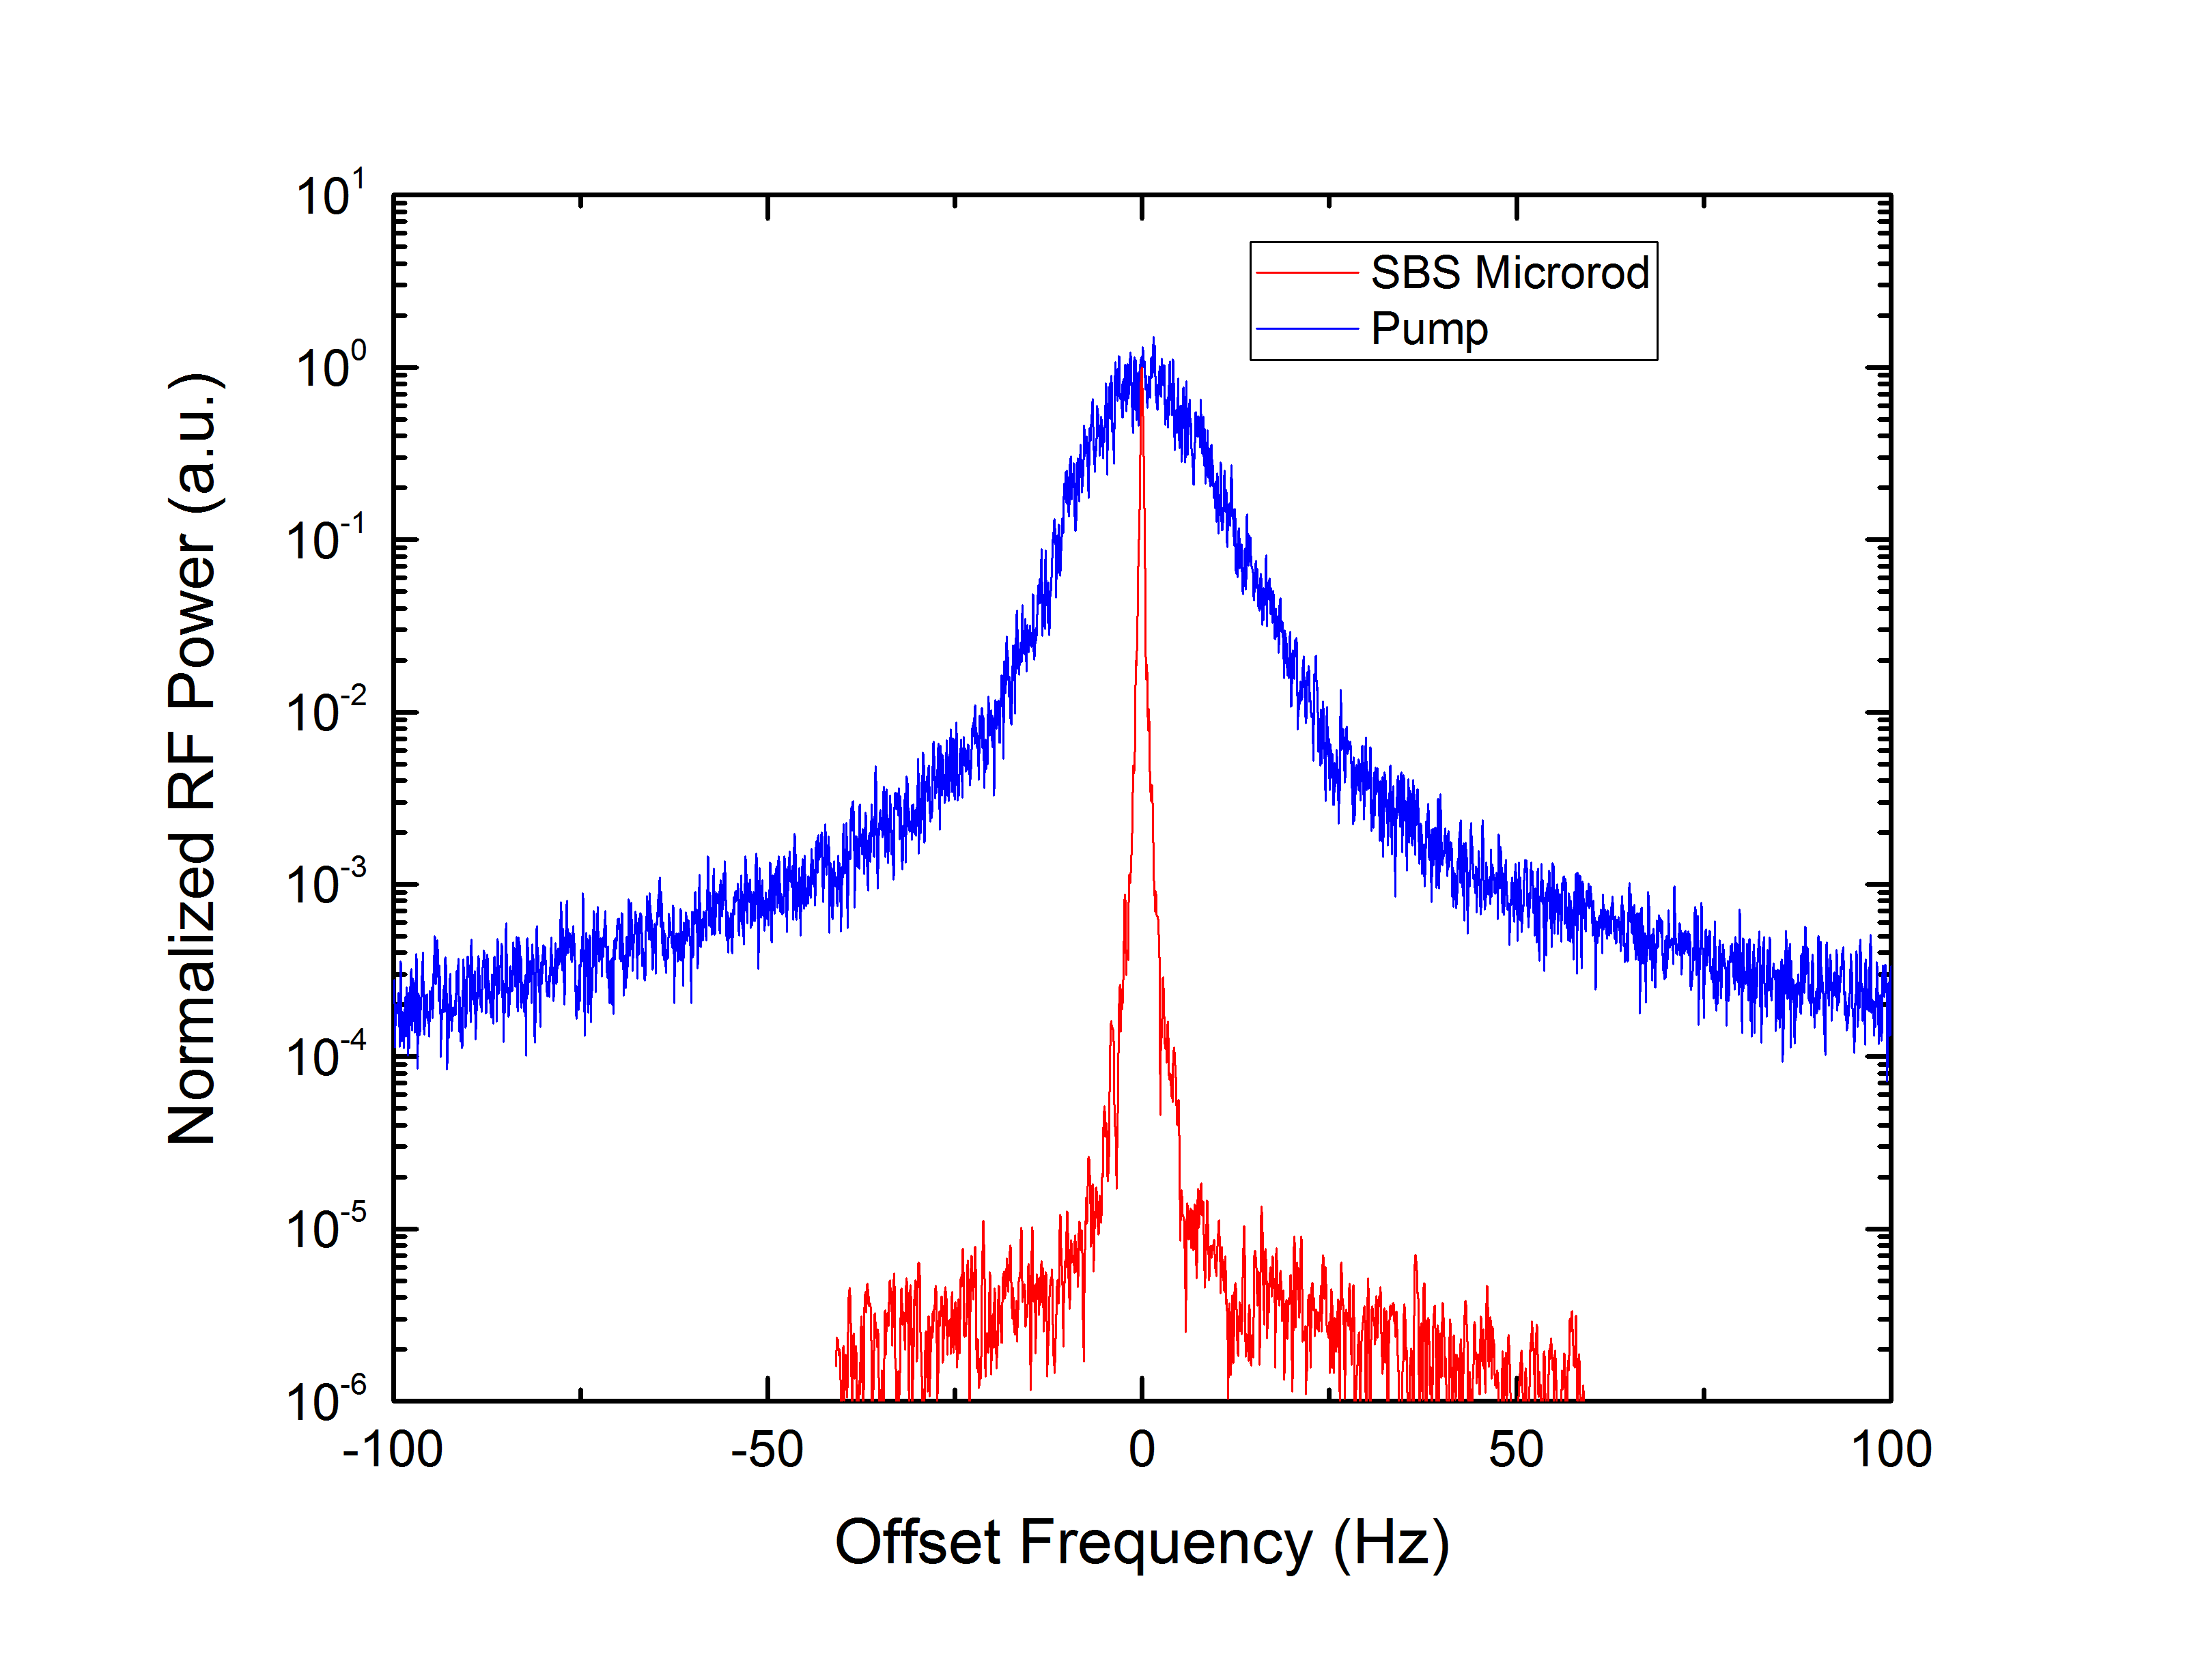 SBS Microrod
Pump
Normalized RF Power (a.u.)
10^1
10^0
10^-1
10^-2
10^-3
10^-4
10^-5
10^-6
-100 -50 0 50 100
Offset Frequency (Hz)